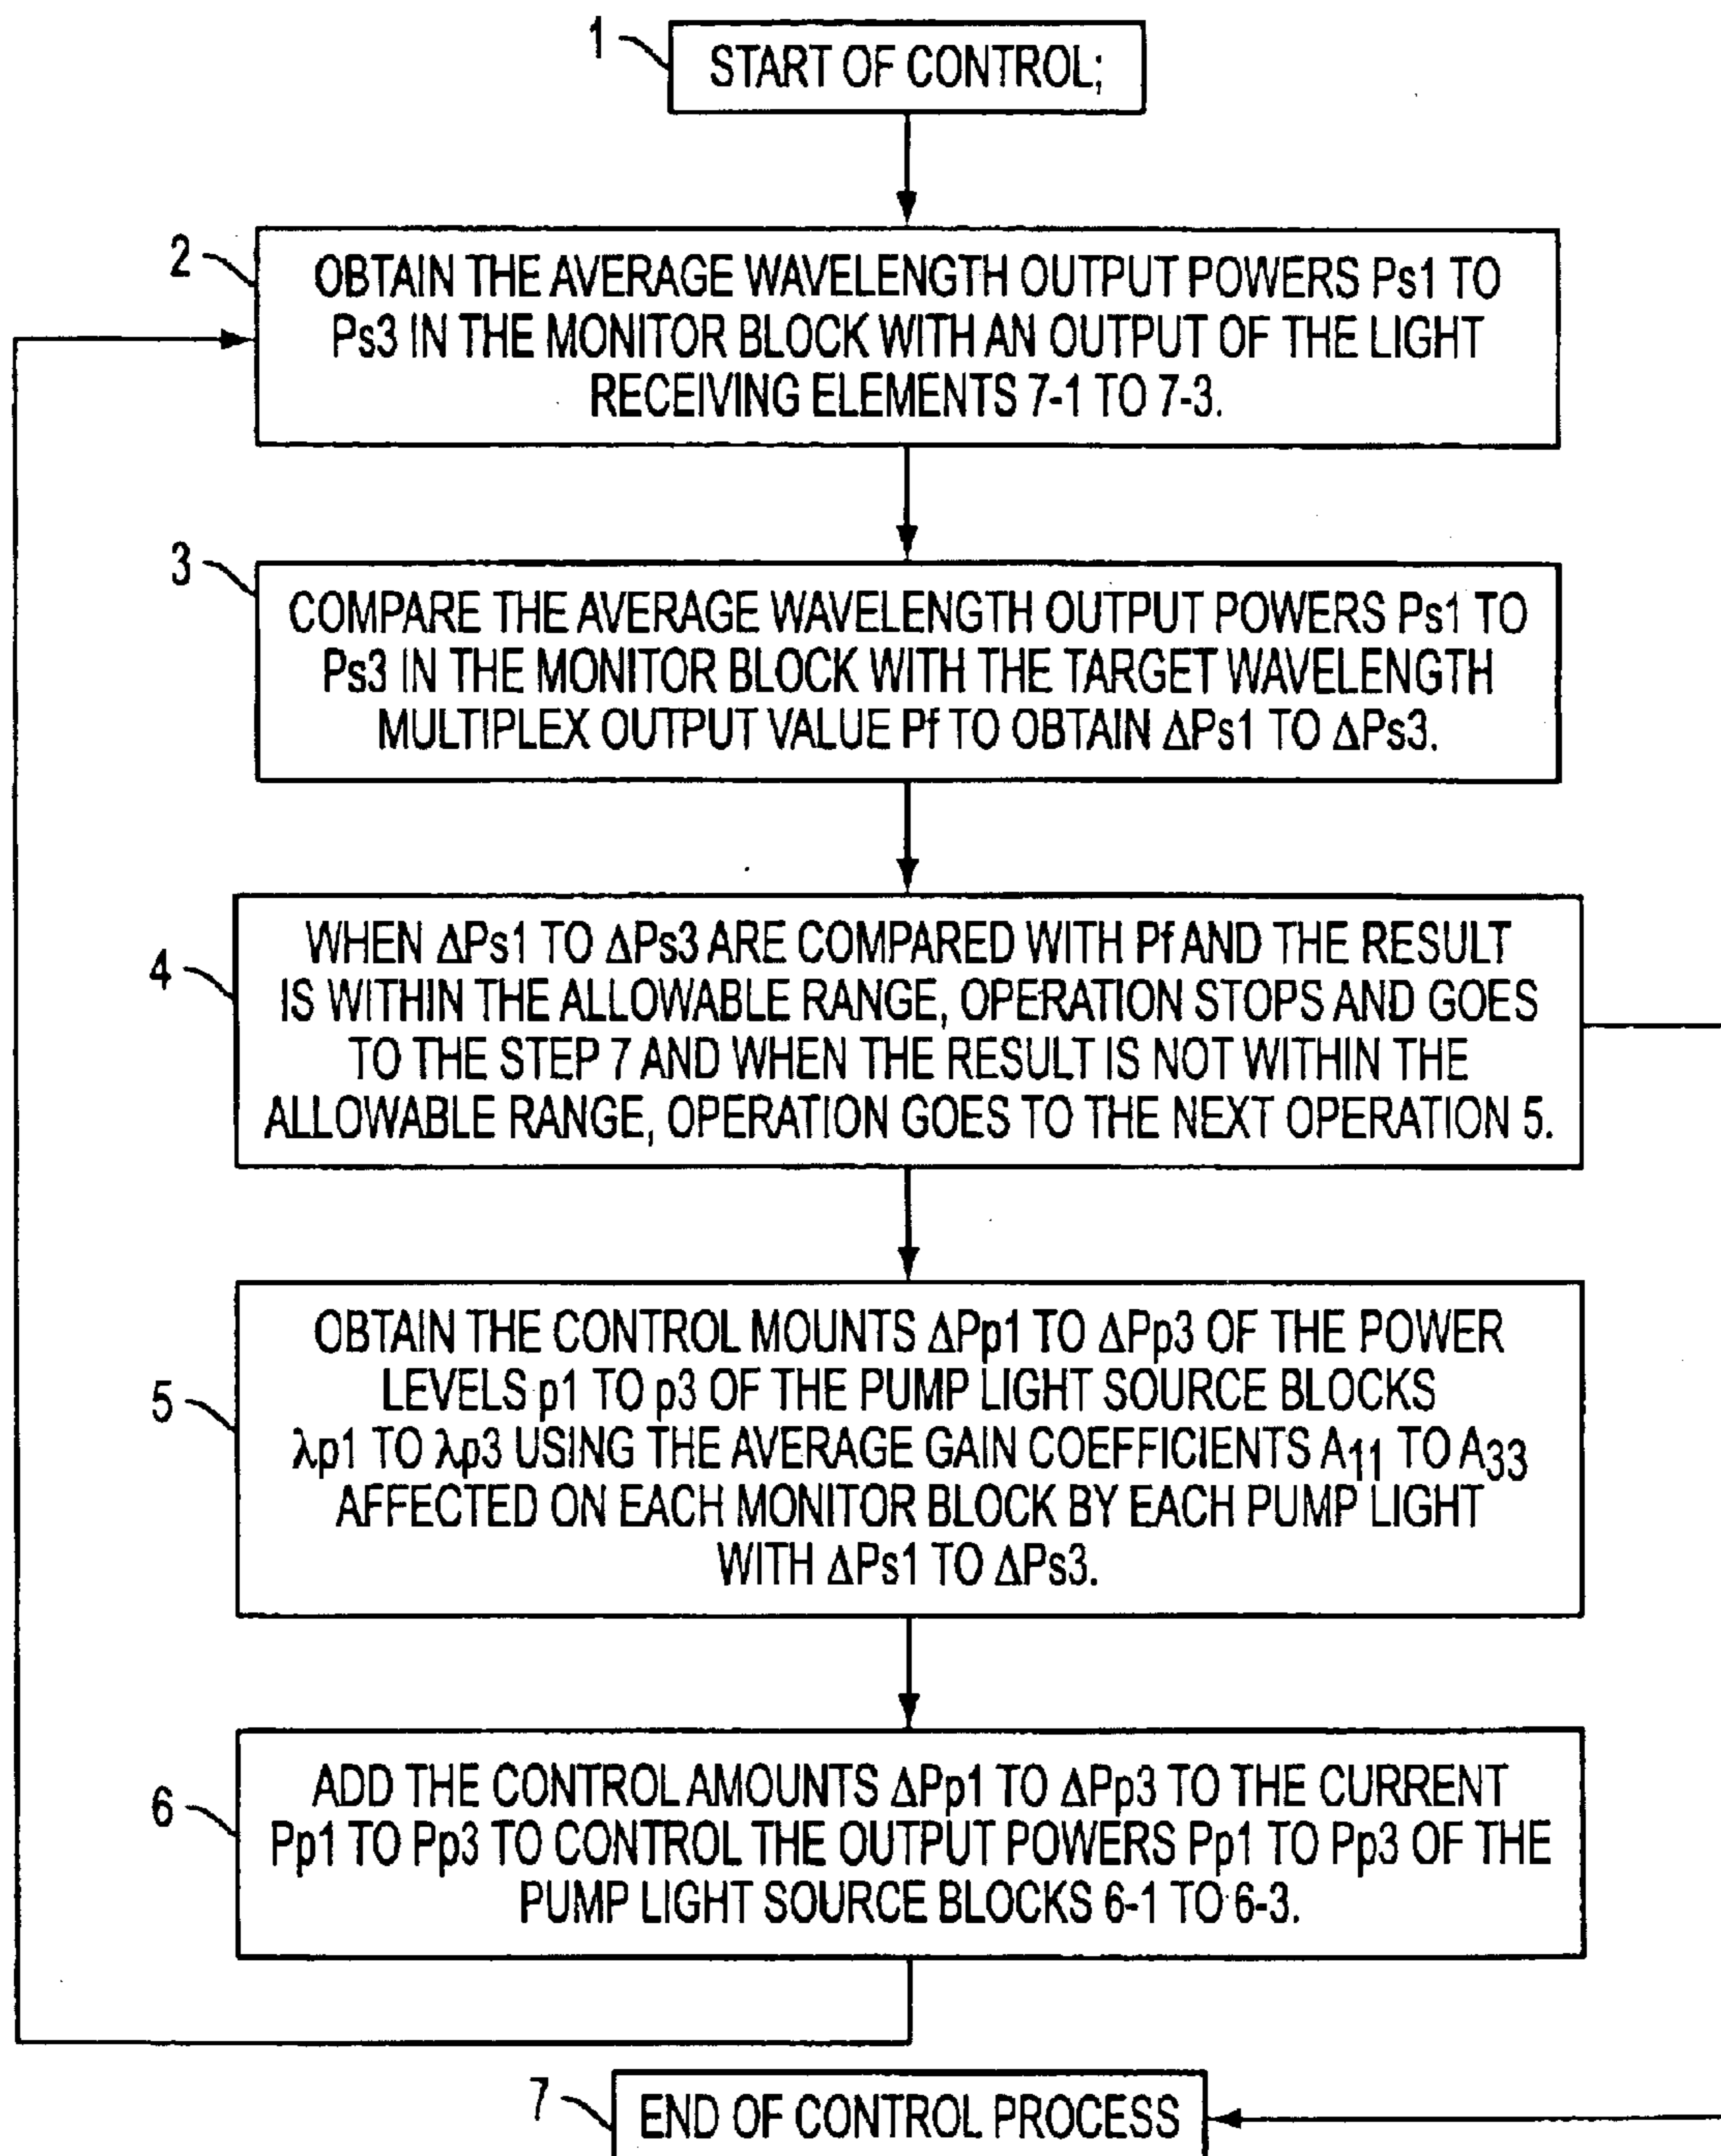 1
START OF CONTROL;
2
OBTAIN THE AVERAGE WAVELENGTH OUTPUT POWERS Ps1 TO
Ps3 IN THE MONITOR BLOCK WITH AN OUTPUT OF THE LIGHT
RECEIVING ELEMENTS 7-1 TO 7-3.
3
COMPARE THE AVERAGE WAVELENGTH OUTPUT POWERS Ps1 TO
Ps3 IN THE MONITOR BLOCK WITH THE TARGET WAVELENGTH
MULTIPLEX OUTPUT VALUE Pf TO OBTAIN ΔPs1 TO ΔPs3.
4
WHEN ΔPs1 TO ΔPs3 ARE COMPARED WITH Pf AND THE RESULT
IS WITHIN THE ALLOWABLE RANGE, OPERATION STOPS AND GOES
TO THE STEP 7 AND WHEN THE RESULT IS NOT WITHIN THE
ALLOWABLE RANGE, OPERATION GOES TO THE NEXT OPERATION 5.
5
OBTAIN THE CONTROL MOUNTS ΔPp1 TO ΔPp3 OF THE POWER
LEVELS p1 TO p3 OF THE PUMP LIGHT SOURCE BLOCKS
λp1 TO λp3 USING THE AVERAGE GAIN COEFFICIENTS A11 TO A33
AFFECTED ON EACH MONITOR BLOCK BY EACH PUMP LIGHT
WITH ΔPs1 TO ΔPs3.
6
ADD THE CONTROL AMOUNTS ΔPp1 TO ΔPp3 TO THE CURRENT
Pp1 TO Pp3 TO CONTROL THE OUTPUT POWERS Pp1 TO Pp3 OF THE
PUMP LIGHT SOURCE BLOCKS 6-1 TO 6-3.
7
END OF CONTROL PROCESS